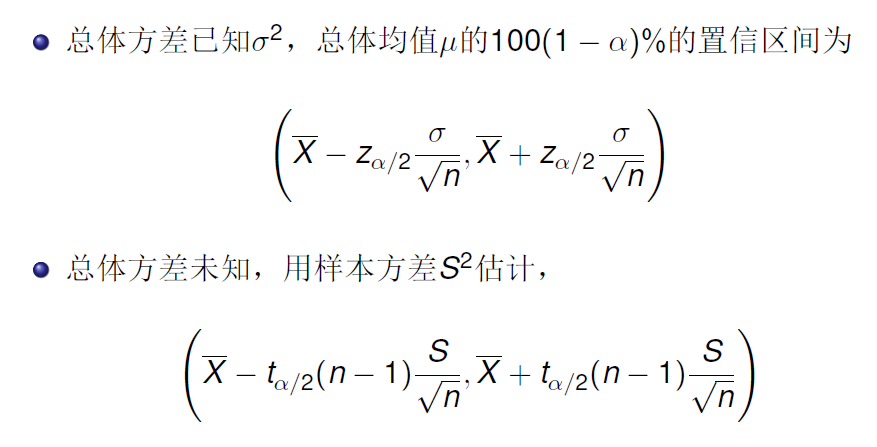 总体方差已知σ²，总体均值μ的100(1 − α)%的置信区间为
(X̅ − z_{α/2} σ/√n, X̅ + z_{α/2} σ/√n)
总体方差未知，用样本方差S²估计，
(X̅ − t_{α/2}(n − 1) S/√n, X̅ + t_{α/2}(n − 1) S/√n)